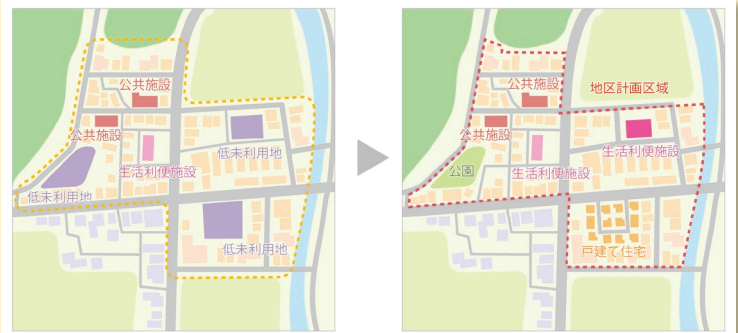 公共施設
公共施設
低未利用地
生活利便施設
低未利用地
低未利用地
公共施設
地区計画区域
公共施設
生活利便施設
公園
生活利便施設
戸建て住宅